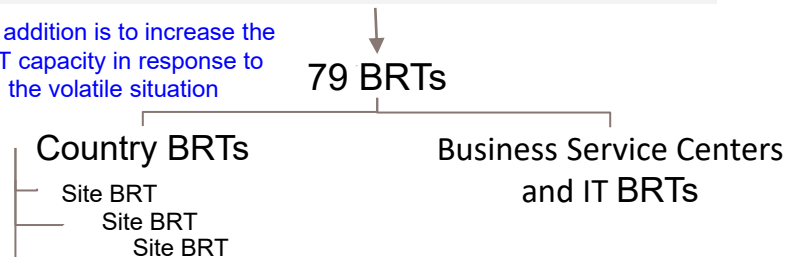 addition is to increase the
T capacity in response to
the volatile situation
79 BRTs
Country BRTs
Site BRT
Site BRT
Site BRT
Business Service Centers
and IT BRTs